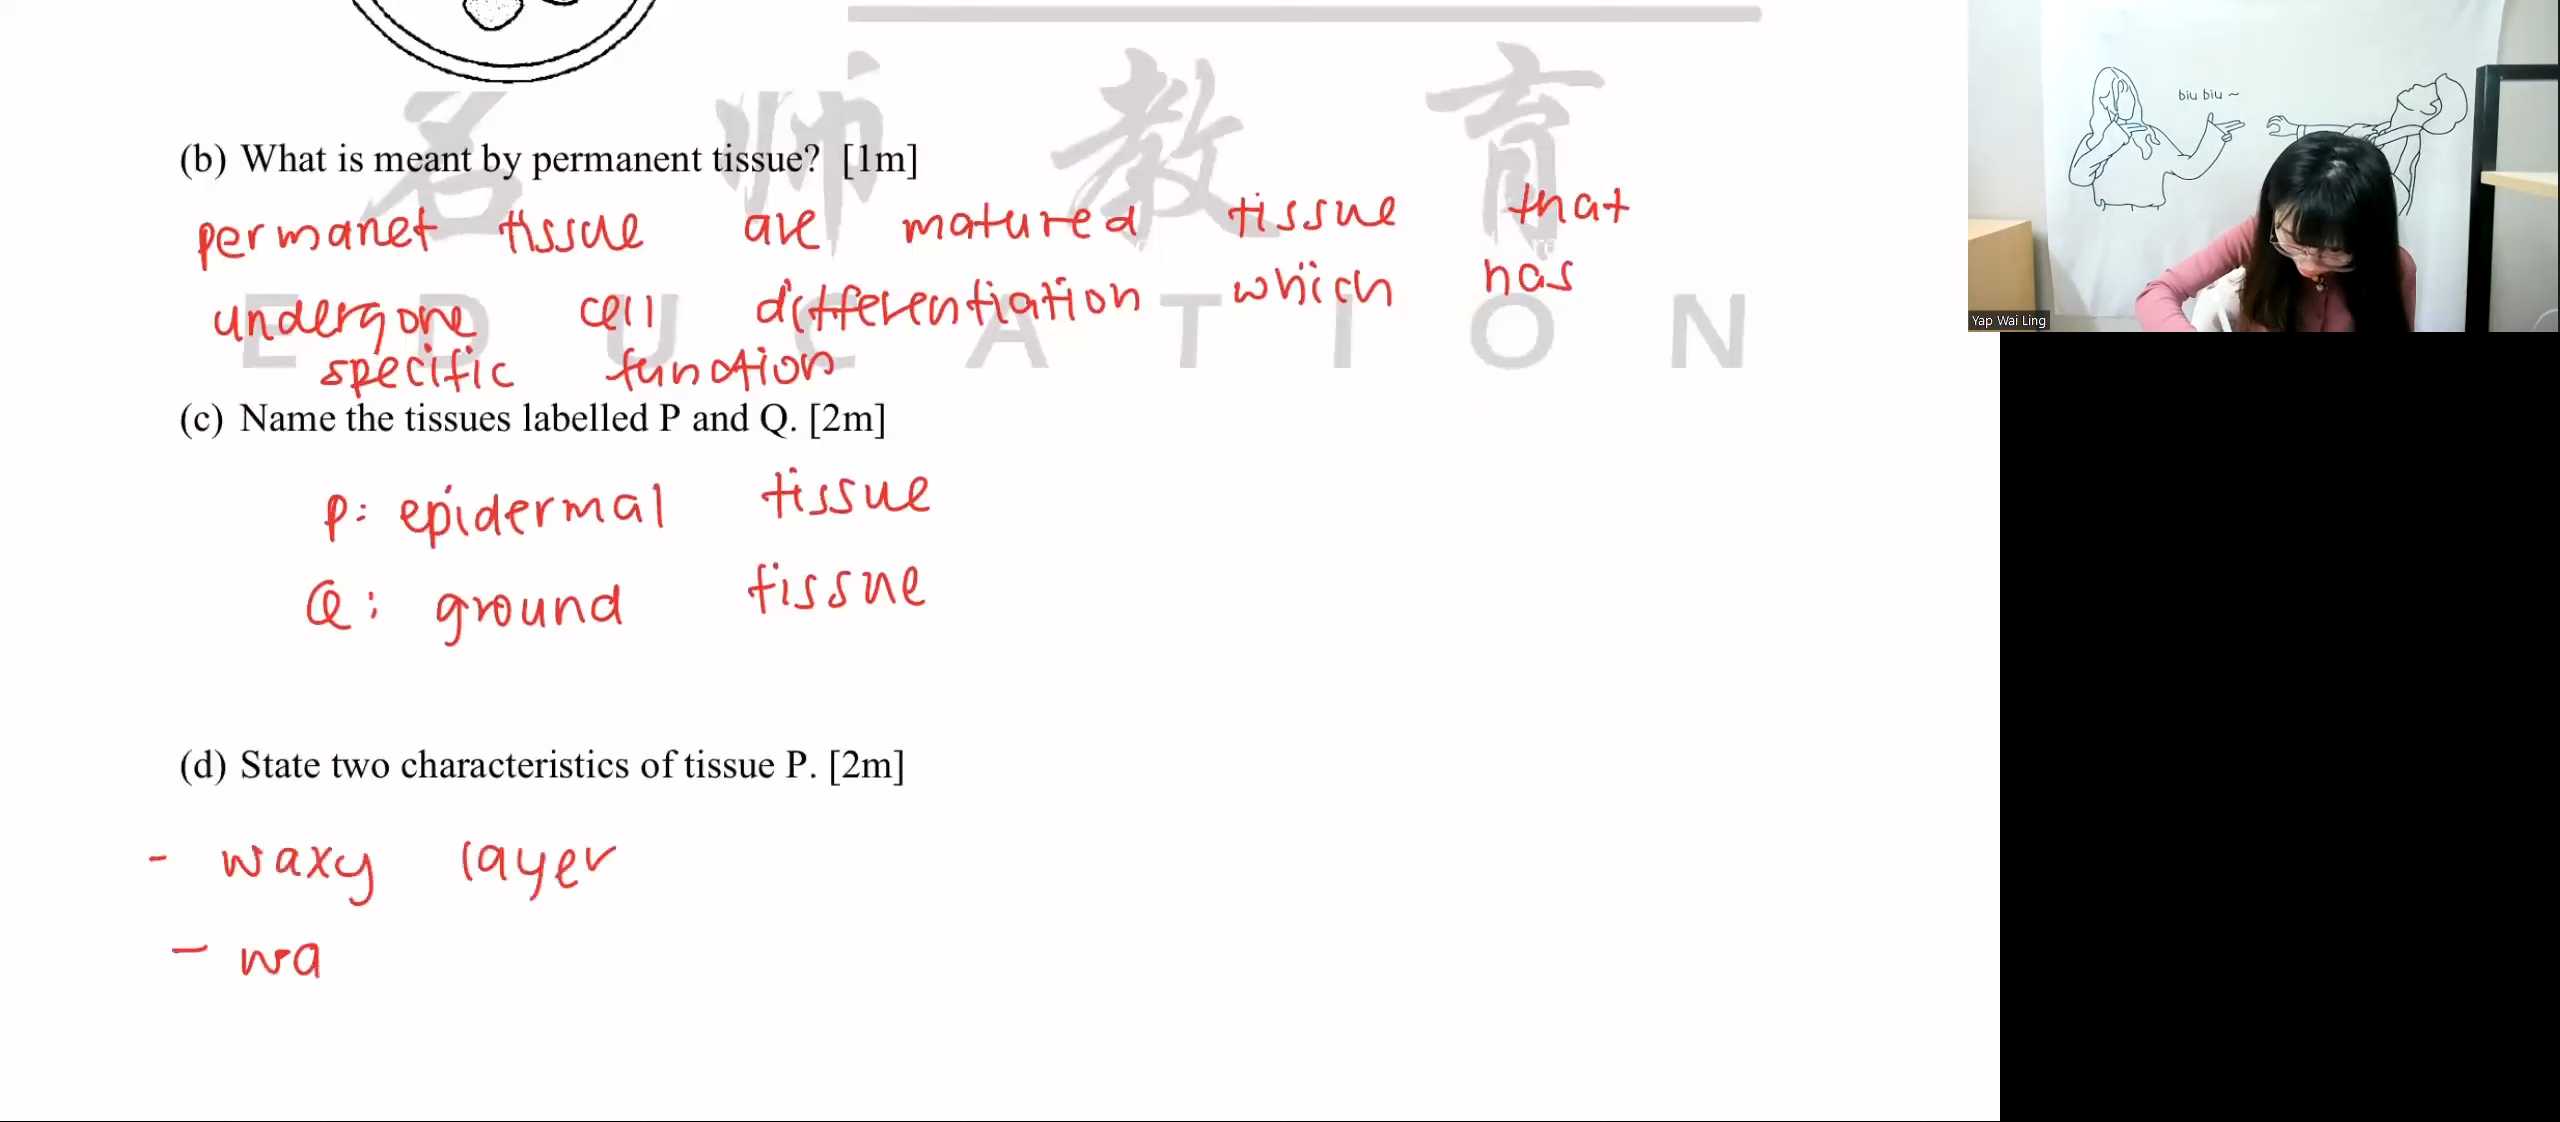 名师教育
EDUCATION
(b) What is meant by permanent tissue? [1m]
permanet tissue are matured tissue that
undergone cell differentiation which has
specific function
(c) Name the tissues labelled P and Q. [2m]
P: epidermal tissue
Q: ground tissue
(d) State two characteristics of tissue P. [2m]
- waxy layer
- wa
biu biu ~
Yap Wai Ling